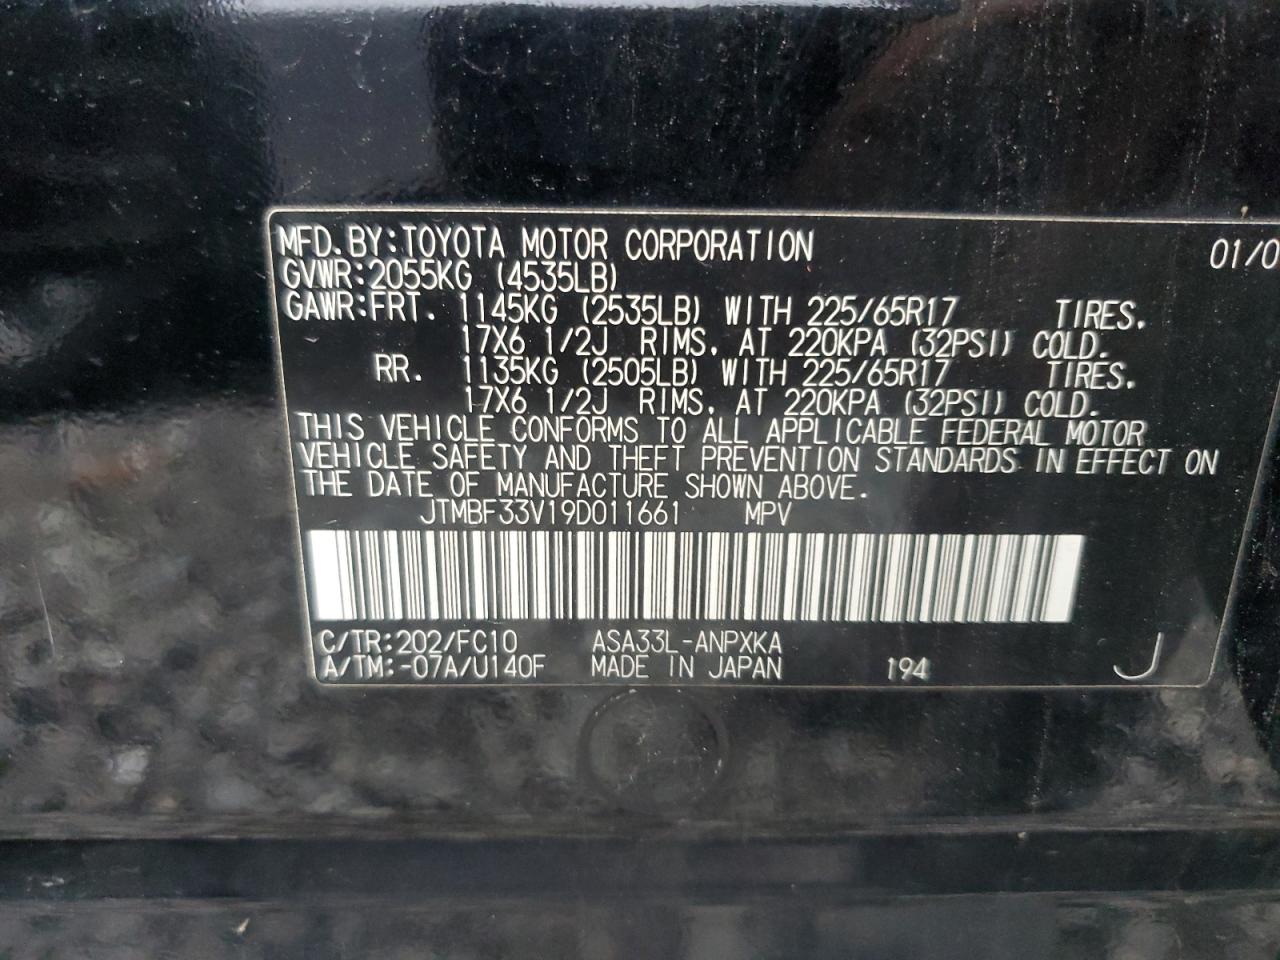 MFD. BY: TOYOTA MOTOR CORPORATION 01/0
GVWR: 2055KG (4535LB)
GAWR: FRT. 1145KG (2535LB) WITH 225/65R17 TIRES.
17X6 1/2J RIMS, AT 220KPA (32PSI) COLD.
RR. 1135KG (2505LB) WITH 225/65R17 TIRES.
17X6 1/2J RIMS, AT 220KPA (32PSI) COLD.
THIS VEHICLE CONFORMS TO ALL APPLICABLE FEDERAL MOTOR
VEHICLE SAFETY AND THEFT PREVENTION STANDARDS IN EFFECT ON
THE DATE OF MANUFACTURE SHOWN ABOVE.
JTMBF33V19D011661 MPV
C/TR: 202/FC10 ASA33L-ANPXKA
A/TM: -07A/U140F MADE IN JAPAN 194 J